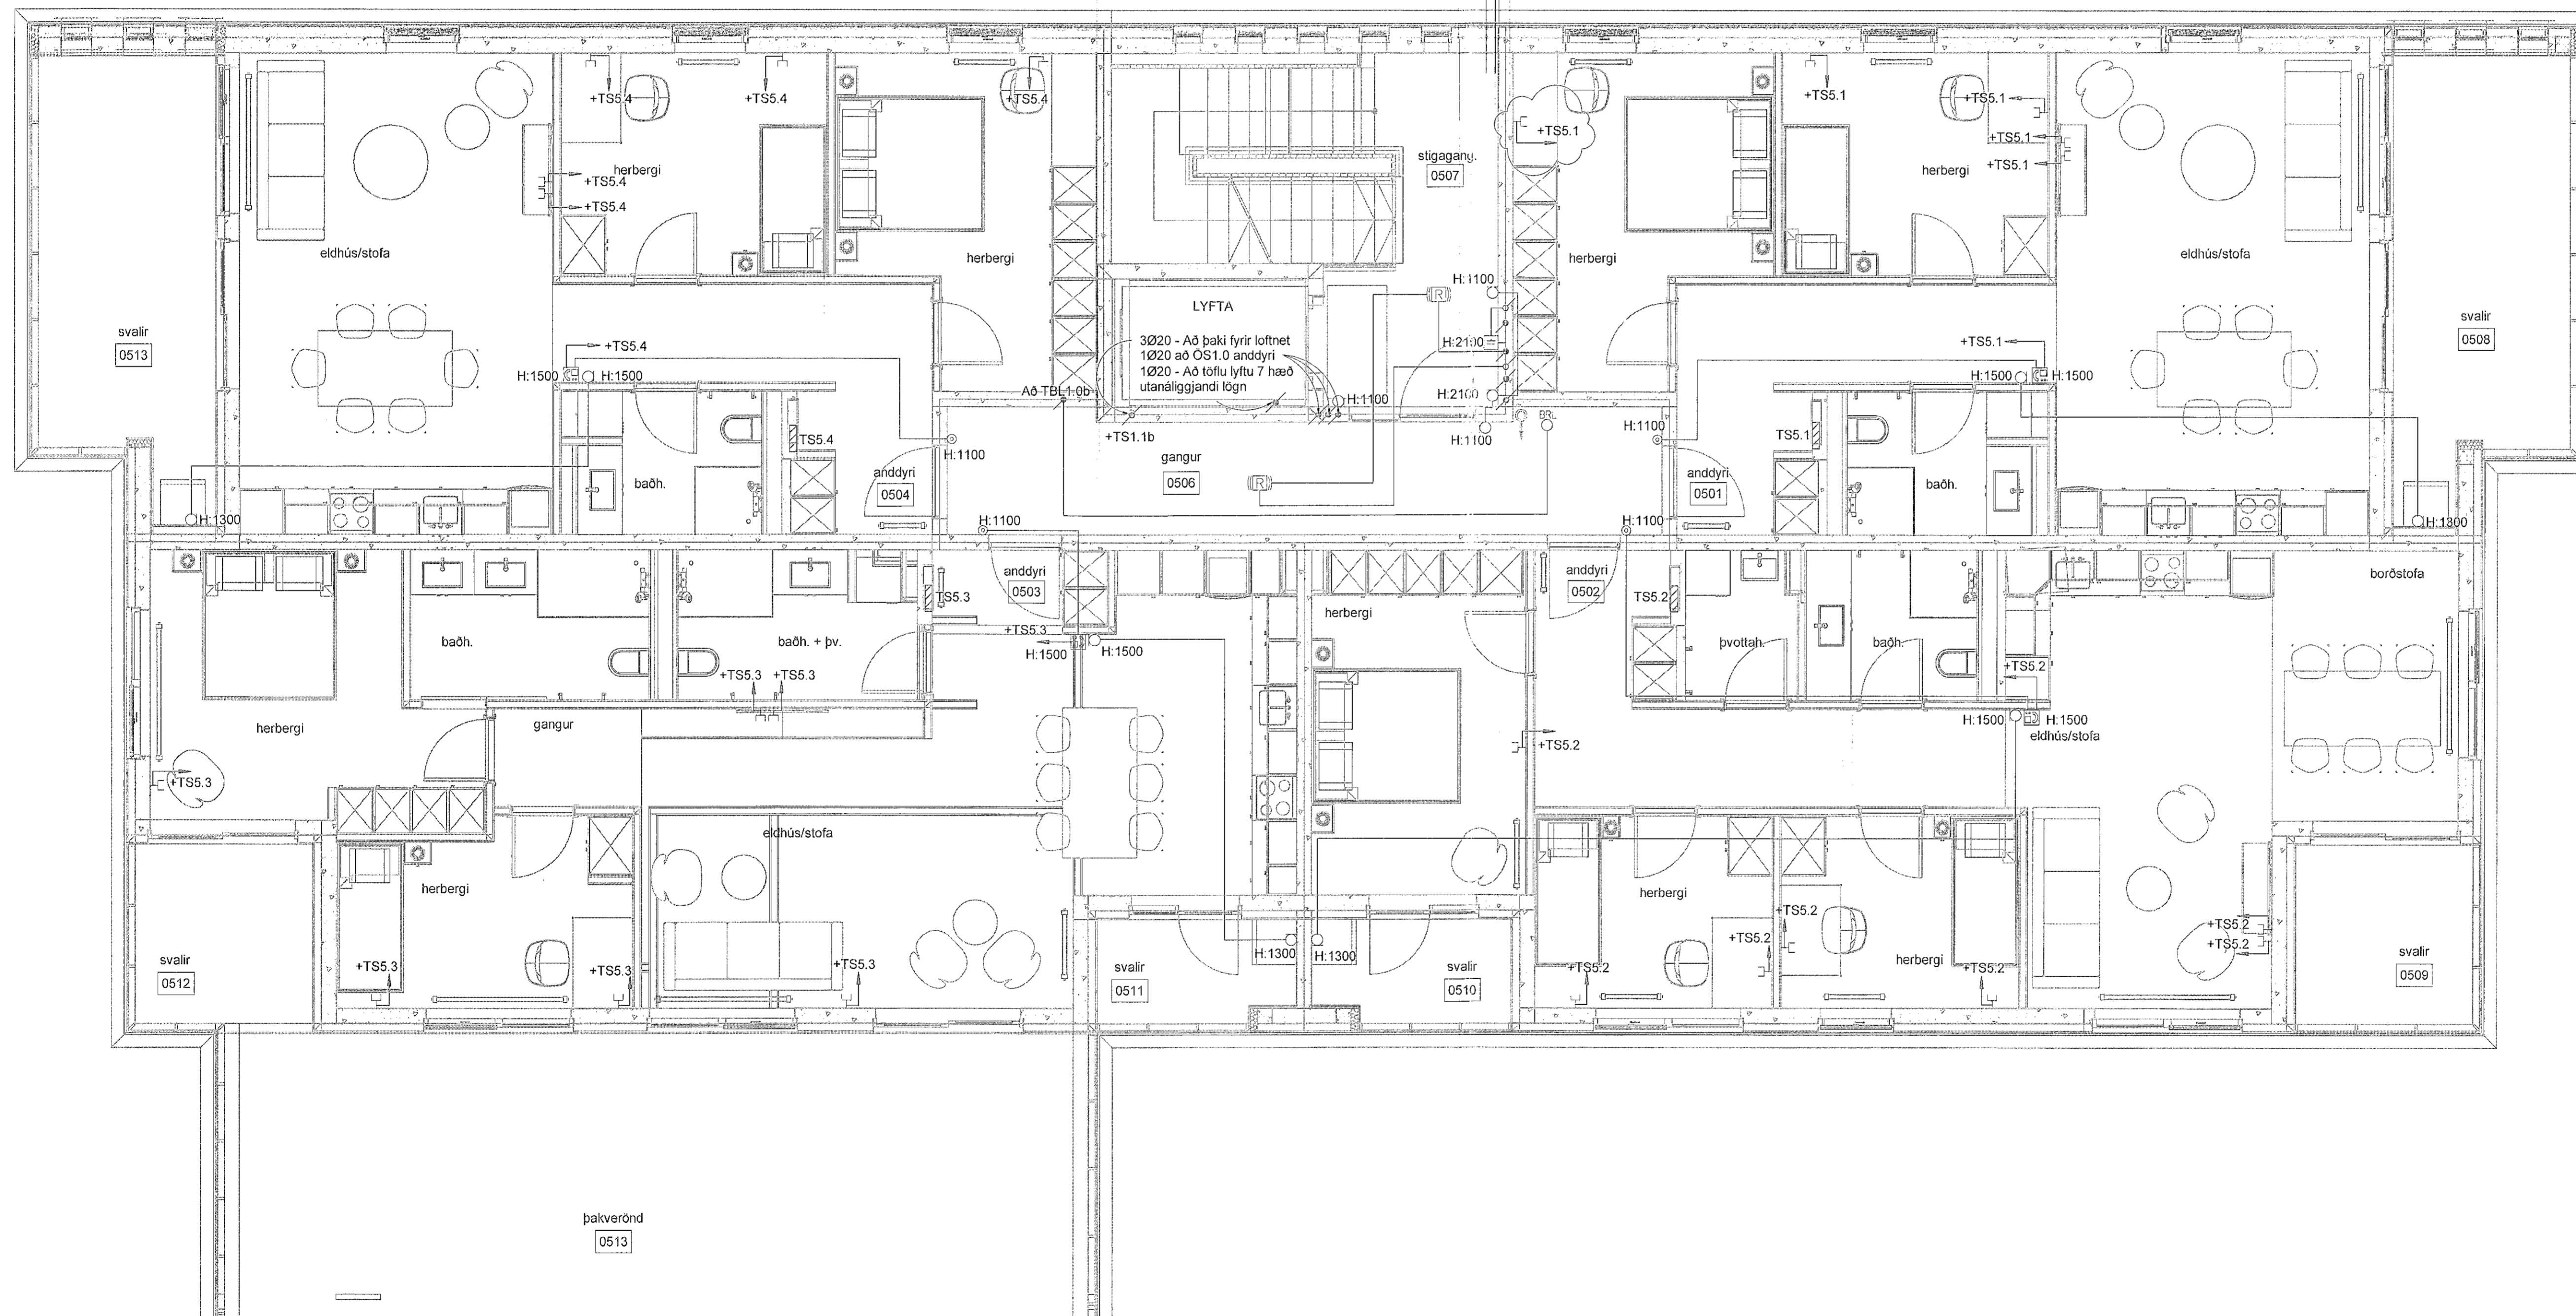 +TS5.4
+TS5.4
+TS5.4
+TS5.1
+TS5.1
+TS5.1
+TS5.1
+TS5.1
stigagang.
0507
herbergi
+TS5.4
+TS5.4
+TS5.1
herbergi
eldhús/stofa
herbergi
herbergi
eldhús/stofa
LYFTA
H:1100
svalir
0513
svalir
0508
3Ø20 - Að þaki fyrir loftnet
1Ø20 að ÖS1.0 anddyri
1Ø20 - Að töflu lyftu 7 hæð
utanáliggjandi lögn
R
H:2100
+TS5.4
+TS5.1
H:1500
H:1500
H:1500
H:1500
Að TBL1.0b
H:1100
H:2100
+TS1.1b
H:1100
BRL
H:1100
TS5.4
H:1100
TS5.1
gangur
0506
R
anddyri
0504
anddyri
0501
baðh.
baðh.
H:1300
H:1100
H:1100
H:1300
anddyri
0503
TS5.3
anddyri
0502
TS5.2
borðstofa
herbergi
+TS5.3
H:1500
H:1500
baðh.
baðh. + þv.
þvottah.
baðh.
+TS5.2
+TS5.3
+TS5.3
herbergi
gangur
H:1500
H:1500
eldhús/stofa
+TS5.2
+TS5.3
eldhús/stofa
herbergi
herbergi
+TS5.2
+TS5.2
+TS5.2
+TS5.2
H:1300
H:1300
svalir
0512
+TS5.3
+TS5.3
+TS5.3
svalir
0511
svalir
0510
+TS5.2
herbergi
+TS5.2
svalir
0509
þakverönd
0513